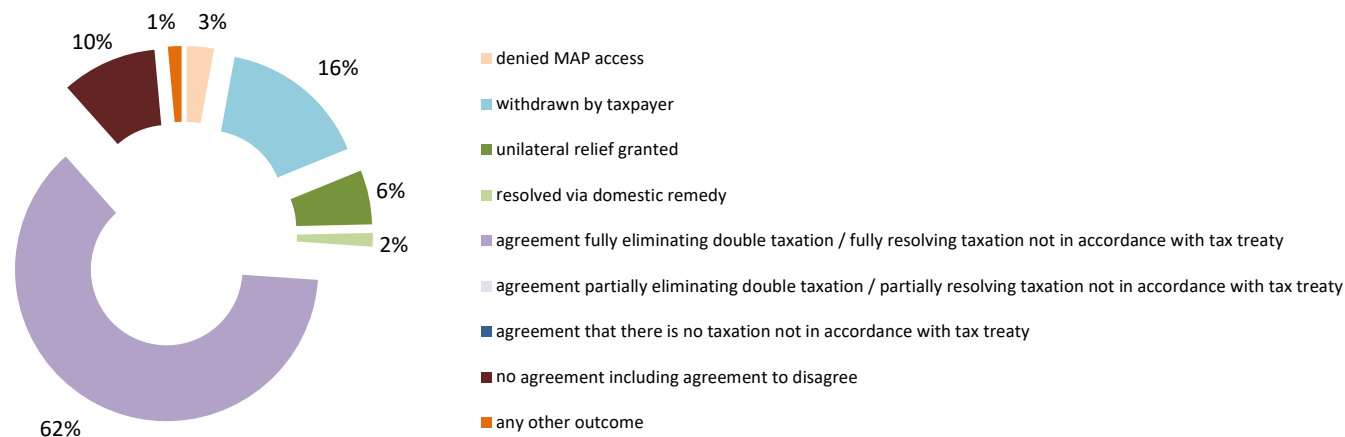 1%
3%
10%
16%
6%
2%
62%
denied MAP access
withdrawn by taxpayer
unilateral relief granted
resolved via domestic remedy
agreement fully eliminating double taxation / fully resolving taxation not in accordance with tax treaty
agreement partially eliminating double taxation / partially resolving taxation not in accordance with tax treaty
agreement that there is no taxation not in accordance with tax treaty
no agreement including agreement to disagree
any other outcome